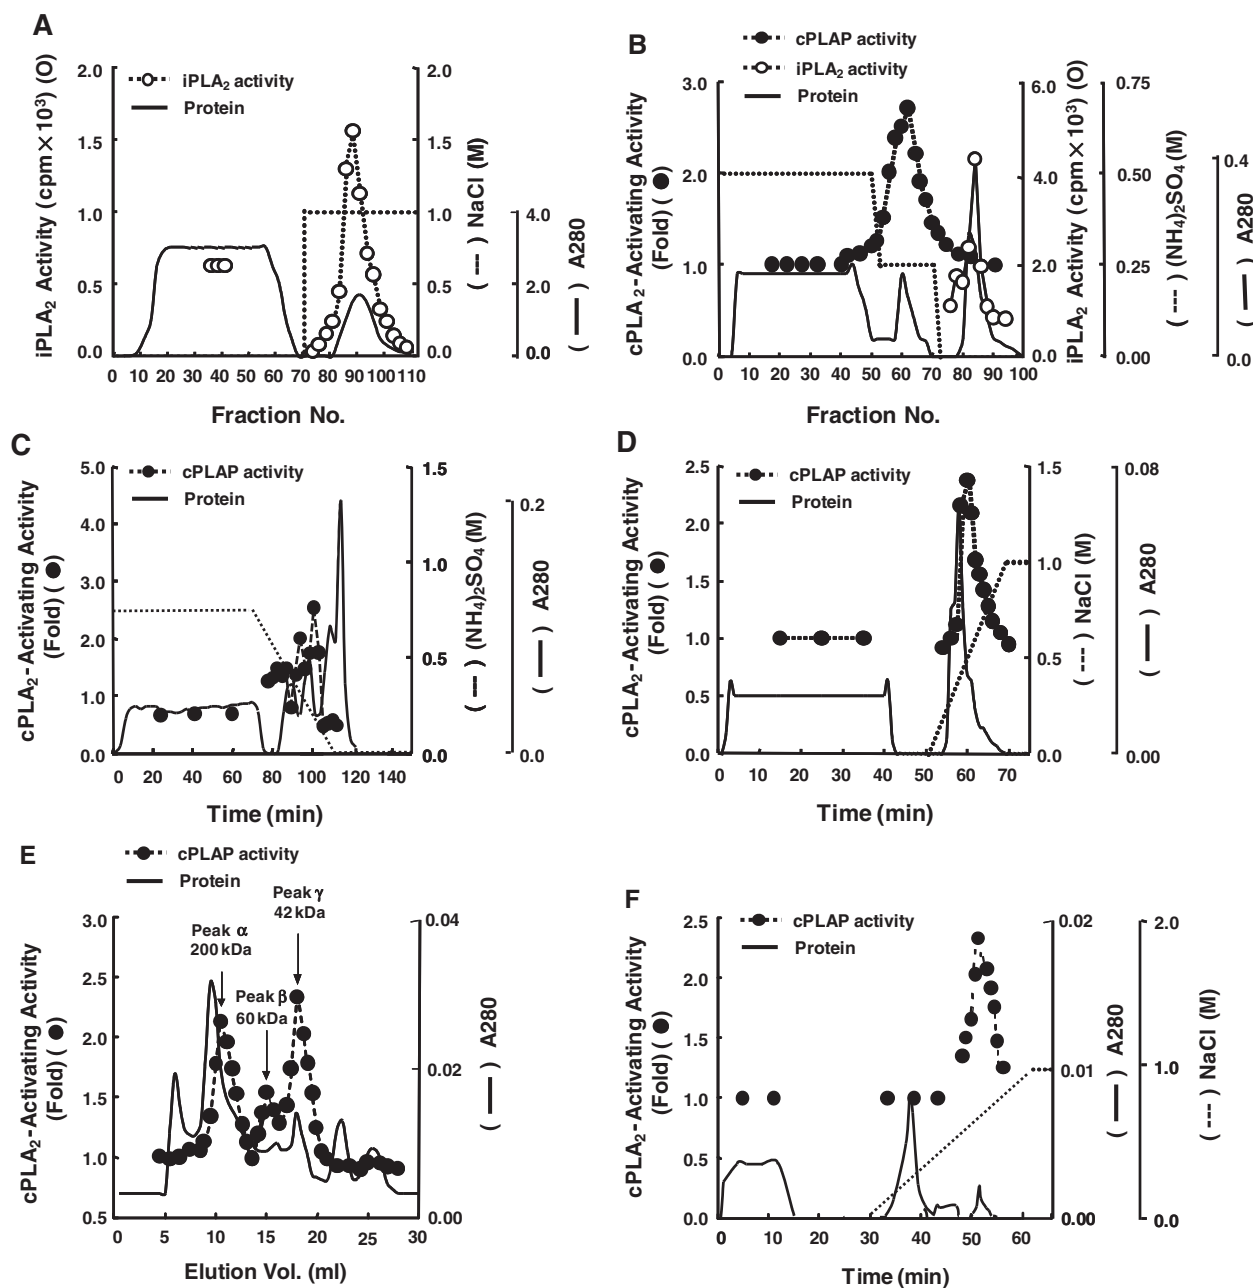 A
iPLA2 activity
Protein
iPLA2 Activity (cpm×10³) (O)
2.0
1.5
1.0
0.5
0.0
2.0
1.5
1.0
0.5
0.0
(---) NaCl (M)
4.0
2.0
0.0
(—) A280
0 10 20 30 40 50 60 70 80 90 100 110
Fraction No.
B
cPLAP activity
iPLA2 activity
Protein
cPLA2-Activating Activity
(Fold) (●)
3.0
2.0
1.0
0.0
6.0
4.0
2.0
0.0
iPLA2 Activity (cpm×10³) (O)
0.75
0.50
0.25
0.00
(---) (NH4)2SO4 (M)
0.4
0.0
(—) A280
0 10 20 30 40 50 60 70 80 90 100
Fraction No.
C
cPLAP activity
Protein
cPLA2-Activating Activity
(Fold) (●)
5.0
4.0
3.0
2.0
1.0
0.0
1.5
1.0
0.5
0.0
(---) (NH4)2SO4 (M)
0.2
0.0
(—) A280
0 20 40 60 80 100 120 140
Time (min)
D
cPLAP activity
Protein
cPLA2-Activating Activity
(Fold) (●)
2.5
2.0
1.5
1.0
0.5
0.0
1.5
1.0
0.5
0.0
(---) NaCl (M)
0.08
0.00
(—) A280
0 10 20 30 40 50 60 70
Time (min)
E
cPLAP activity
Protein
Peak α
200 kDa
Peak β
60 kDa
Peak γ
42 kDa
cPLA2-Activating Activity
(Fold) (●)
3.0
2.5
2.0
1.5
1.0
0.5
0.04
0.02
0.00
(—) A280
0 5 10 15 20 25 30
Elution Vol. (ml)
F
cPLAP activity
Protein
cPLA2-Activating Activity
(Fold) (●)
2.5
2.0
1.5
1.0
0.5
0.0
0.02
0.01
0.00
(—) A280
2.0
1.0
0.0
(---) NaCl (M)
0 10 20 30 40 50 60
Time (min)